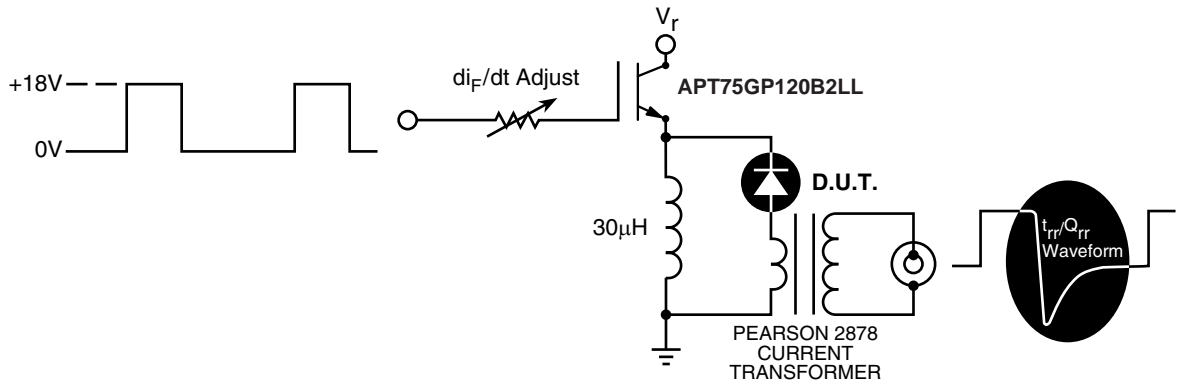 V_r
+18V
0V
di_F/dt Adjust
APT75GP120B2LL
D.U.T.
30μH
t_rr/Q_rr
Waveform
PEARSON 2878
CURRENT
TRANSFORMER